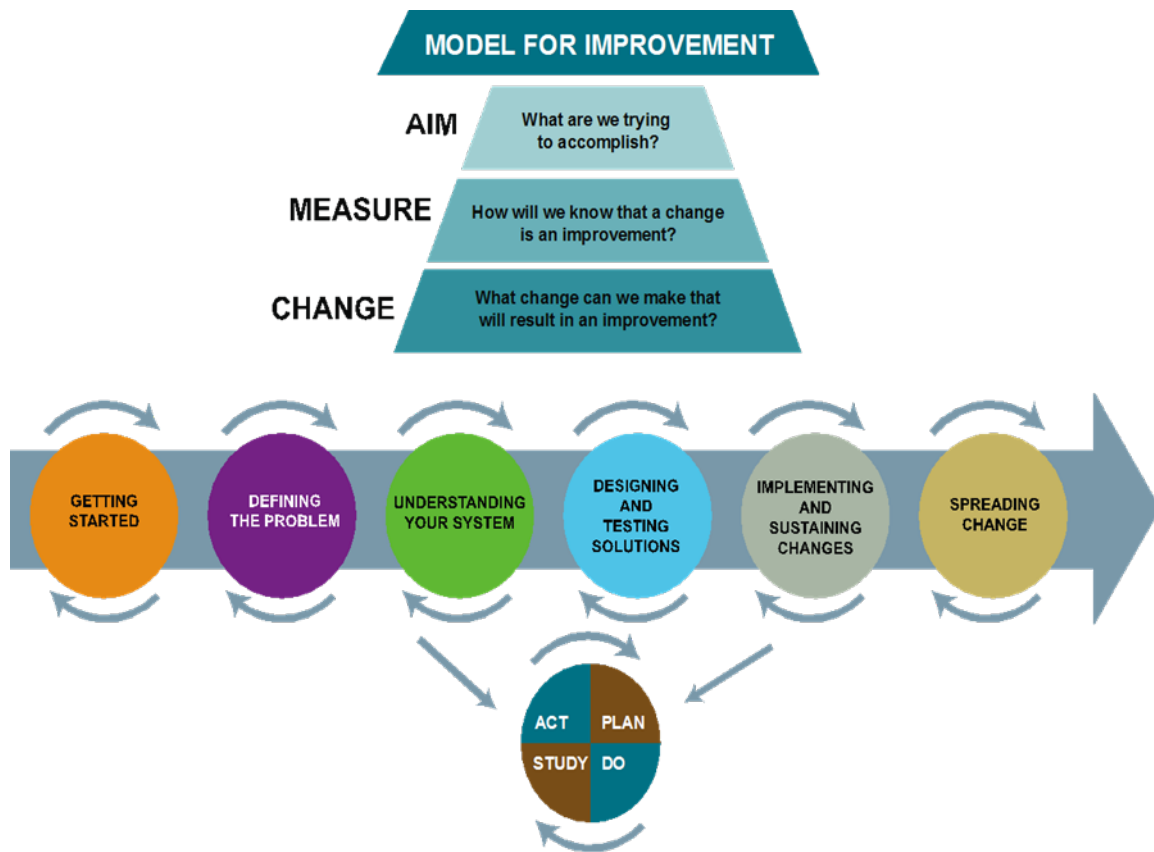 MODEL FOR IMPROVEMENT
AIM
What are we trying
to accomplish?
MEASURE
How will we know that a change
is an improvement?
CHANGE
What change can we make that
will result in an improvement?
GETTING
STARTED
DEFINING
THE PROBLEM
UNDERSTANDING
YOUR SYSTEM
DESIGNING
AND
TESTING
SOLUTIONS
IMPLEMENTING
AND
SUSTAINING
CHANGES
SPREADING
CHANGE
ACT
PLAN
STUDY
DO